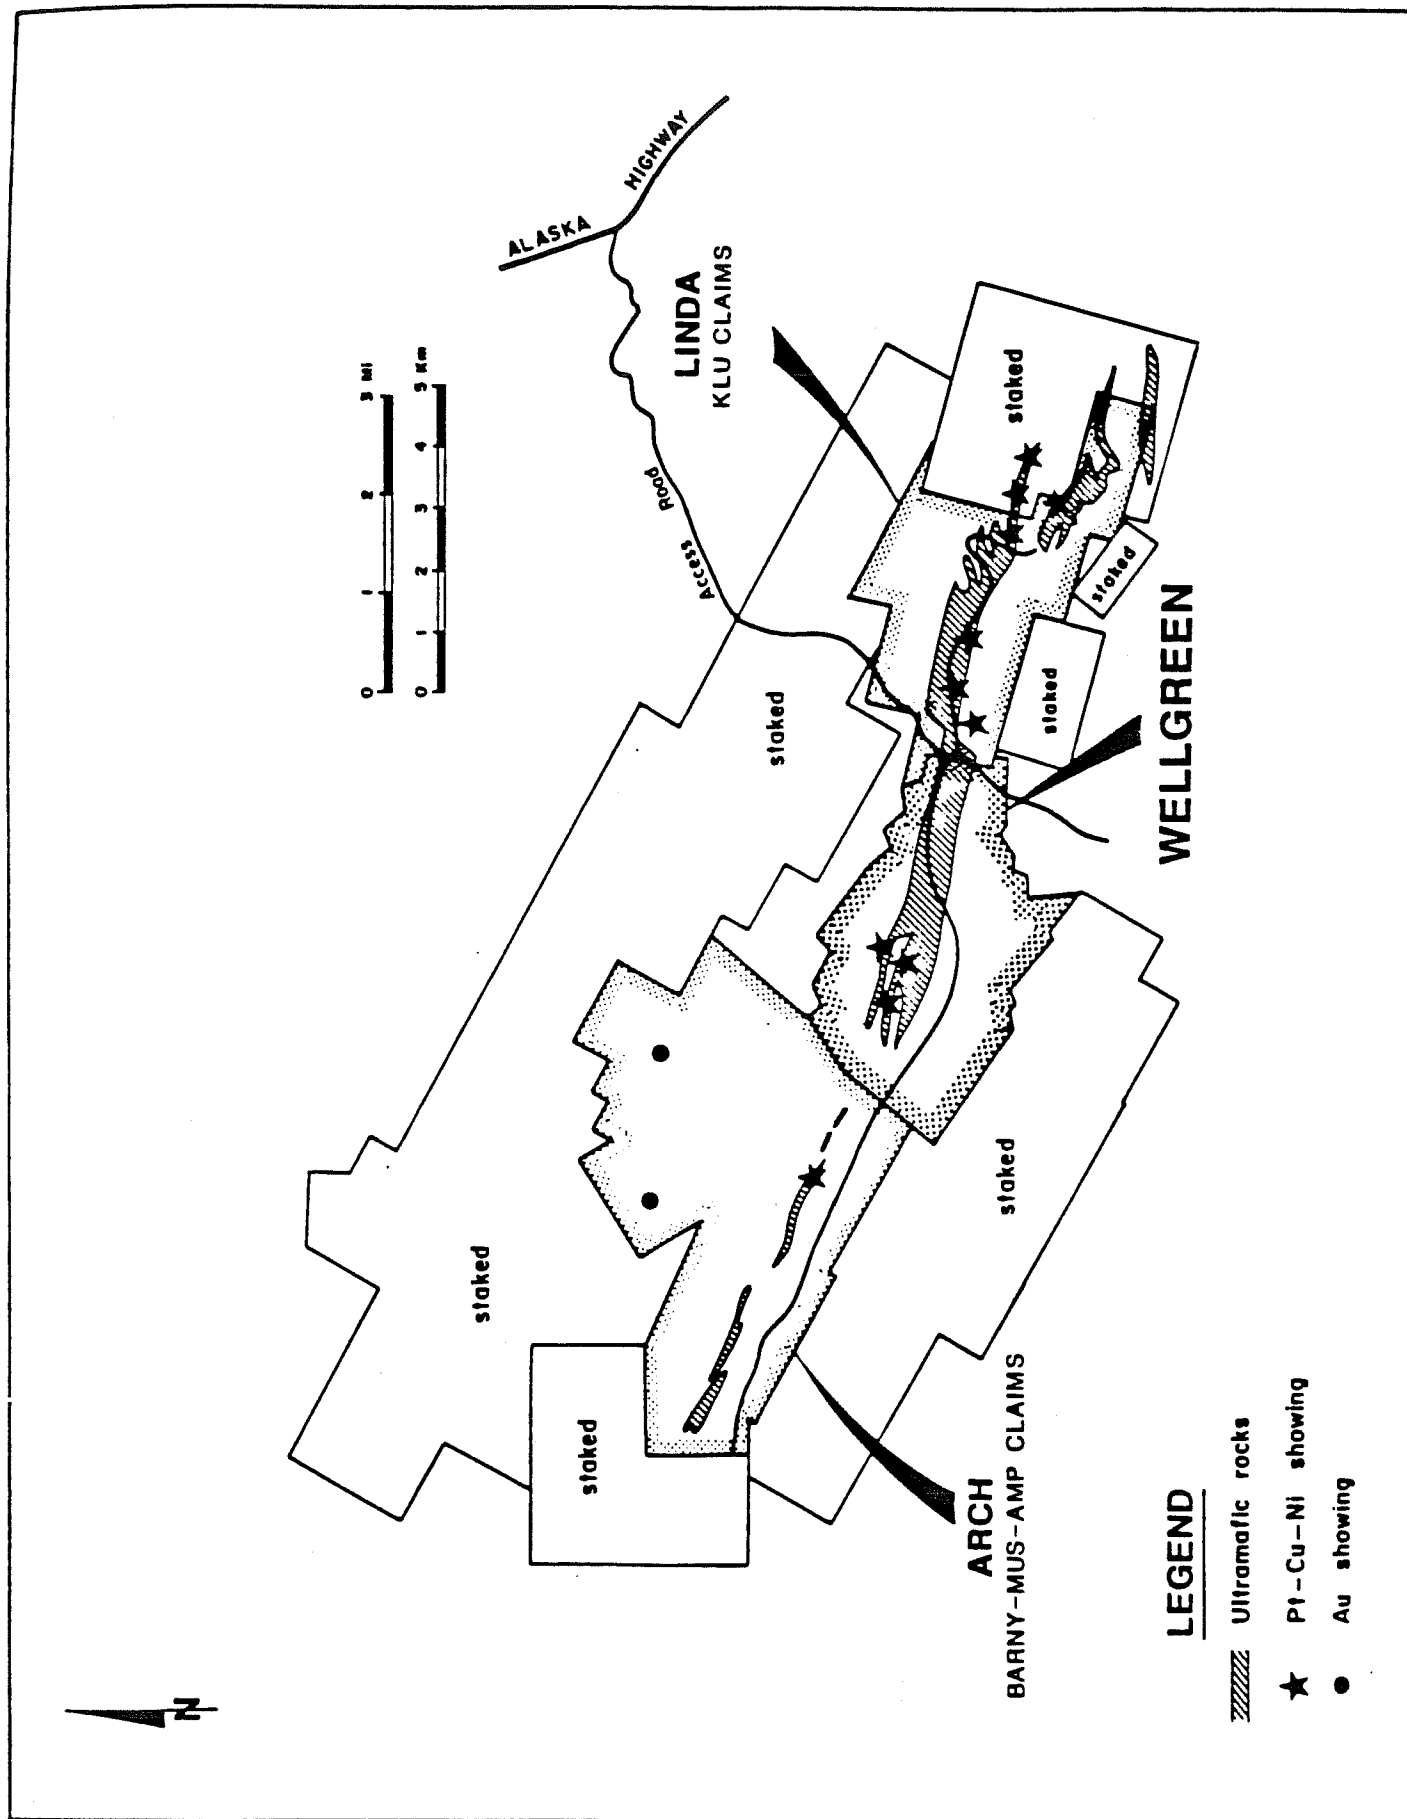 N
ALASKA
HIGHWAY
Access Road
0 1 2 3 Mi
0 1 2 3 4 5 Km
LINDA
KLU CLAIMS
staked
staked
staked
staked
staked
staked
staked
WELLGREEN
ARCH
BARNY-MUS-AMP CLAIMS
LEGEND
Ultramafic rocks
Pt-Cu-Ni showing
Au showing